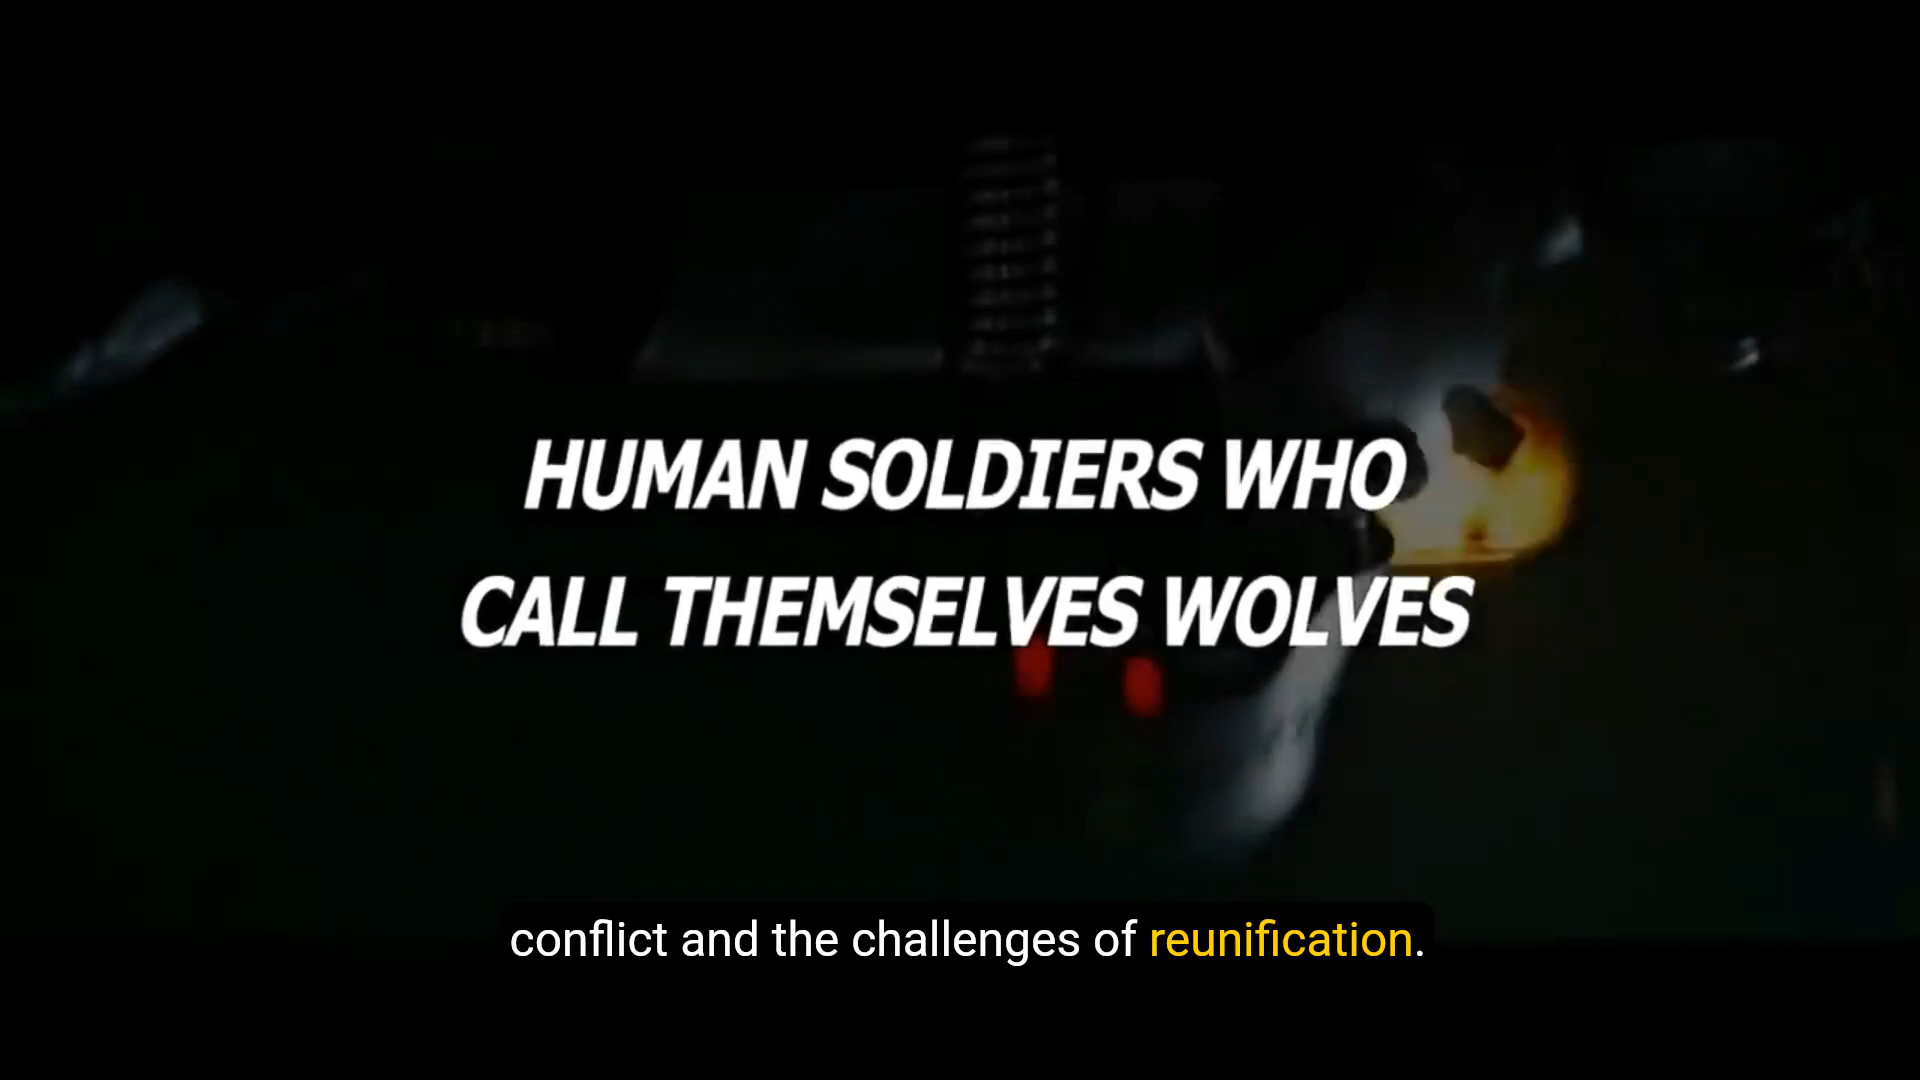 HUMAN SOLDIERS WHO
CALL THEMSELVES WOLVES
conflict and the challenges of reunification.